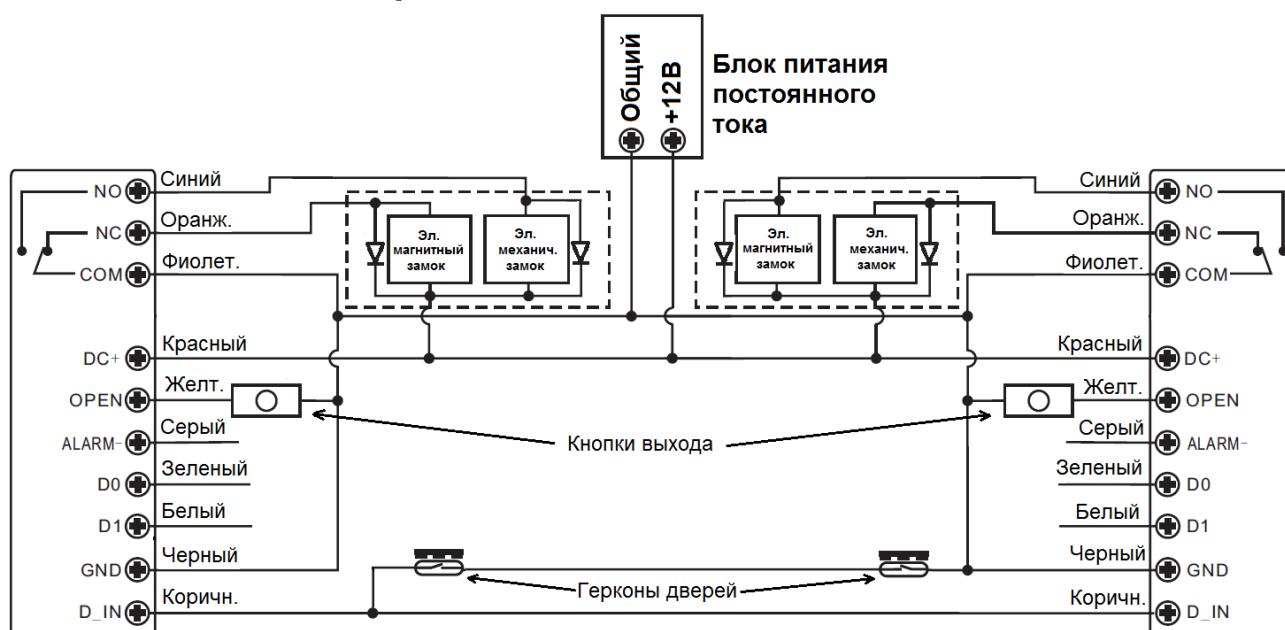 Общий
+12В
Блок питания
постоянного
тока
NO
Синий
NC
Оранж.
COM
Фиолет.
DC+
Красный
OPEN
Желт.
ALARM-
Серый
D0
Зеленый
D1
Белый
GND
Черный
D_IN
Коричн.
Эл.
магнитный
замок
Эл.
механич.
замок
Эл.
магнитный
замок
Эл.
механич.
замок
Кнопки выхода
Герконы дверей
Синий
NO
Оранж.
NC
Фиолет.
COM
Красный
DC+
Желт.
OPEN
Серый
ALARM-
Зеленый
D0
Белый
D1
Черный
GND
Коричн.
D_IN